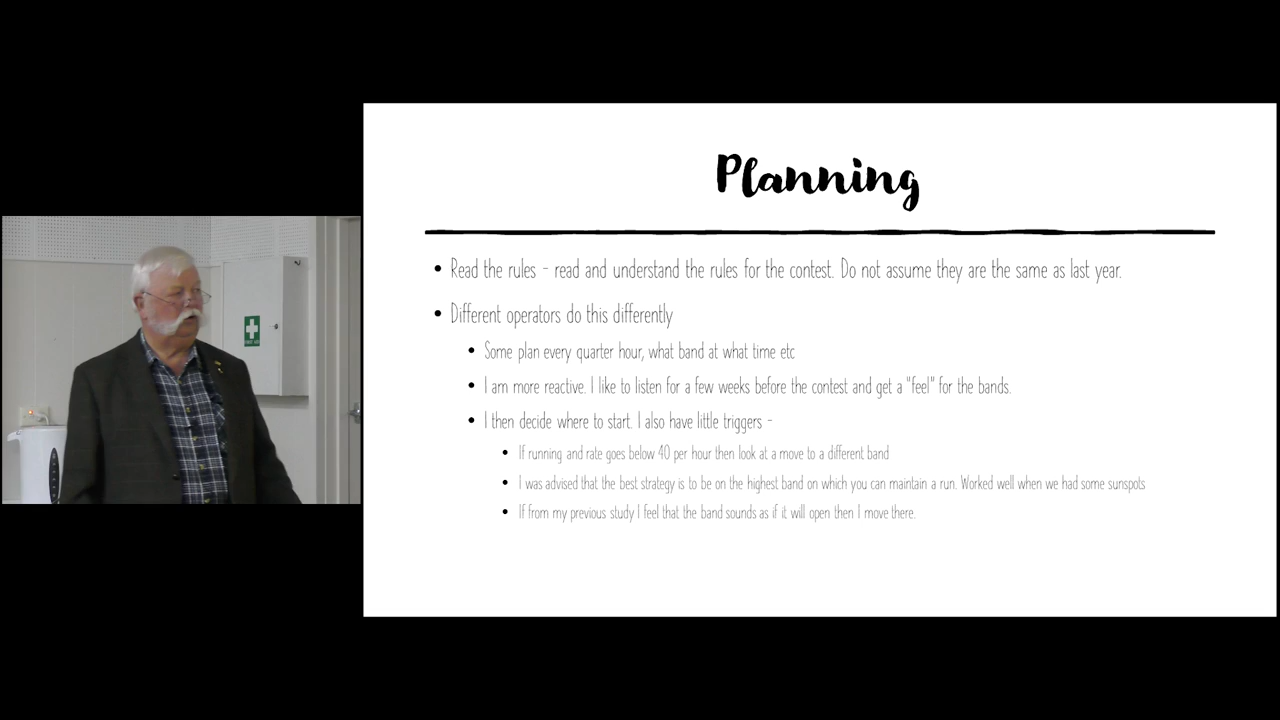 Planning
Read the rules - read and understand the rules for the contest. Do not assume they are the same as last year.
Different operators do this differently
Some plan every quarter hour, what band at what time etc
I am more reactive. I like to listen for a few weeks before the contest and get a "feel" for the bands.
I then decide where to start. I also have little triggers -
If running and rate goes below 40 per hour then look at a move to a different band
I was advised that the best strategy is to be on the highest band on which you can maintain a run. Worked well when we had some sunspots
If from my previous study I feel that the band sounds as if it will open then I move there.